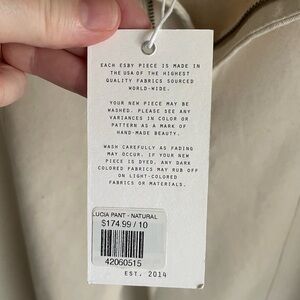 EACH ESBY PIECE IS MADE IN
THE USA OF THE HIGHEST
QUALITY FABRICS SOURCED
WORLD-WIDE.
YOUR NEW PIECE MAY BE
WASHED. PLEASE SEE ANY
VARIANCES IN COLOR OR
PATTERN AS A MARK OF
HAND-MADE BEAUTY.
WASH CAREFULLY AS FADING
MAY OCCUR. IF YOUR NEW
PIECE IS DYED, ANY DARK
COLORED FABRICS MAY RUB OFF
ON LIGHT-COLORED
FABRICS OR MATERIALS.
LUCIA PANT - NATURAL
$174.99 / 10
42060515
EST. 2014